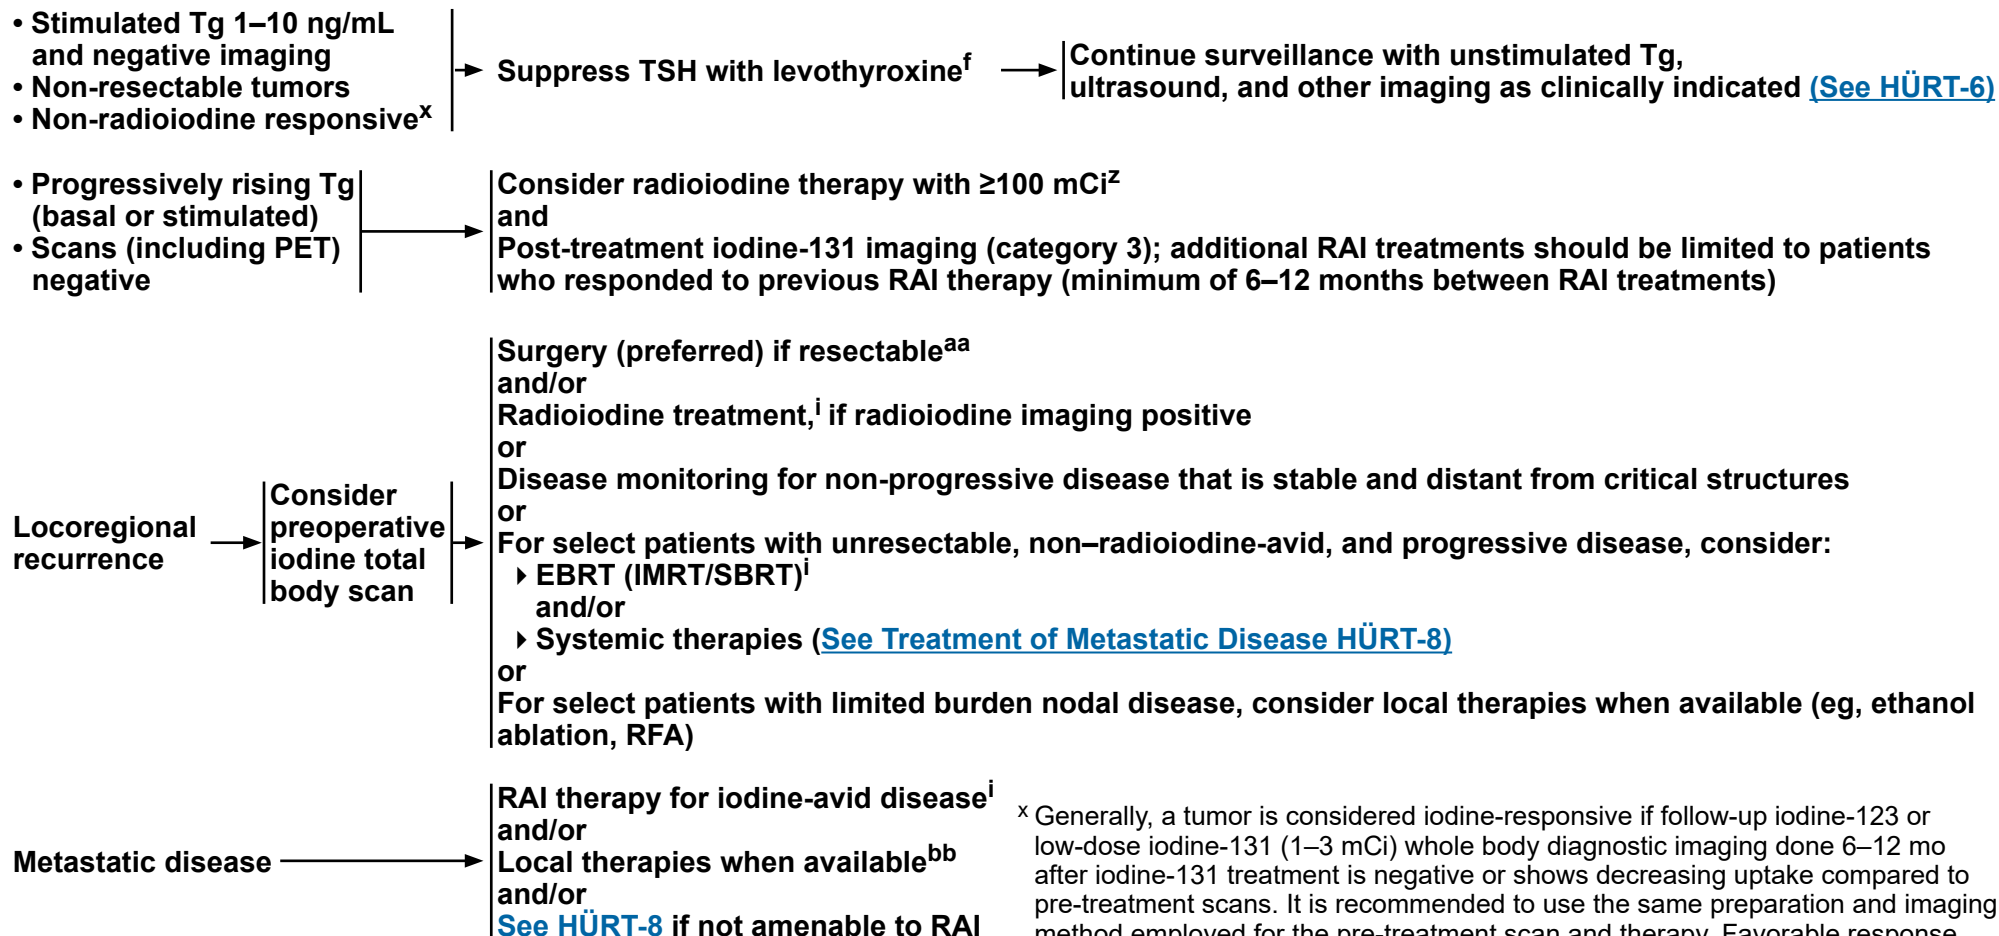 • Stimulated Tg 1–10 ng/mL
and negative imaging
• Non-resectable tumors
• Non-radioiodine responsivex
Suppress TSH with levothyroxinef
Continue surveillance with unstimulated Tg,
ultrasound, and other imaging as clinically indicated (See HÜRT-6)
• Progressively rising Tg
(basal or stimulated)
• Scans (including PET)
negative
Consider radioiodine therapy with ≥100 mCiz
and
Post-treatment iodine-131 imaging (category 3); additional RAI treatments should be limited to patients
who responded to previous RAI therapy (minimum of 6–12 months between RAI treatments)
Locoregional
recurrence
Consider
preoperative
iodine total
body scan
Surgery (preferred) if resectableaa
and/or
Radioiodine treatment,i if radioiodine imaging positive
or
Disease monitoring for non-progressive disease that is stable and distant from critical structures
or
For select patients with unresectable, non–radioiodine-avid, and progressive disease, consider:
EBRT (IMRT/SBRT)i
and/or
Systemic therapies (See Treatment of Metastatic Disease HÜRT-8)
or
For select patients with limited burden nodal disease, consider local therapies when available (eg, ethanol
ablation, RFA)
Metastatic disease
RAI therapy for iodine-avid diseasei
and/or
Local therapies when availablebb
and/or
See HÜRT-8 if not amenable to RAI
x Generally, a tumor is considered iodine-responsive if follow-up iodine-123 or
low-dose iodine-131 (1–3 mCi) whole body diagnostic imaging done 6–12 mo
after iodine-131 treatment is negative or shows decreasing uptake compared to
pre-treatment scans. It is recommended to use the same preparation and imaging
method employed for the pre-treatment scan and therapy. Favorable response